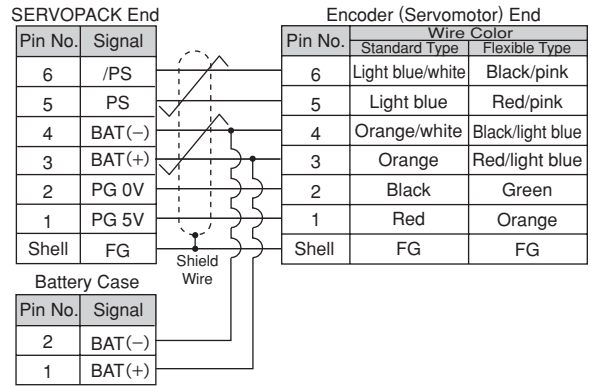 SERVOPACK End
Encoder (Servomotor) End
Pin No. Signal
Pin No. Wire Color
Standard Type Flexible Type
6 /PS 6 Light blue/white Black/pink
5 PS 5 Light blue Red/pink
4 BAT(−) 4 Orange/white Black/light blue
3 BAT(+) 3 Orange Red/light blue
2 PG 0V 2 Black Green
1 PG 5V 1 Red Orange
Shell FG Shell FG FG
Shield
Wire
Battery Case
Pin No. Signal
2 BAT(−)
1 BAT(+)